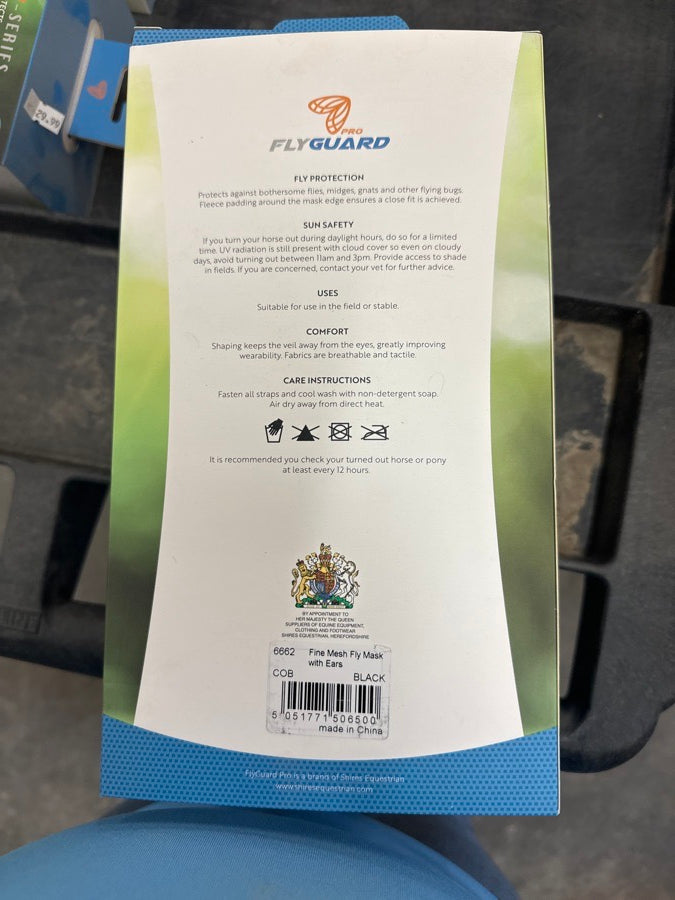 -SERIES
29.99
PRO
FLYGUARD
FLY PROTECTION
Protects against bothersome flies, midges, gnats and other flying bugs.
Fleece padding around the mask edge ensures a close fit is achieved.
SUN SAFETY
If you turn your horse out during daylight hours, do so for a limited
time. UV radiation is still present with cloud cover so even on cloudy
days, avoid turning out between 11am and 3pm. Provide access to shade
in fields. If you are concerned, contact your vet for further advice.
USES
Suitable for use in the field or stable.
COMFORT
Shaping keeps the veil away from the eyes, greatly improving
wearability. Fabrics are breathable and tactile.
CARE INSTRUCTIONS
Fasten all straps and cool wash with non-detergent soap.
Air dry away from direct heat.
It is recommended you check your turned out horse or pony
at least every 12 hours.
BY APPOINTMENT TO
HER MAJESTY THE QUEEN
SUPPLIERS OF EQUINE EQUIPMENT,
CLOTHING AND FOOTWEAR
SHIRES EQUESTRIAN, HEREFORDSHIRE
6662 Fine Mesh Fly Mask
with Ears
COB BLACK
5 051771 506500
made in China
FlyGuard Pro is a brand of Shires Equestrian
www.shiresequestrian.com